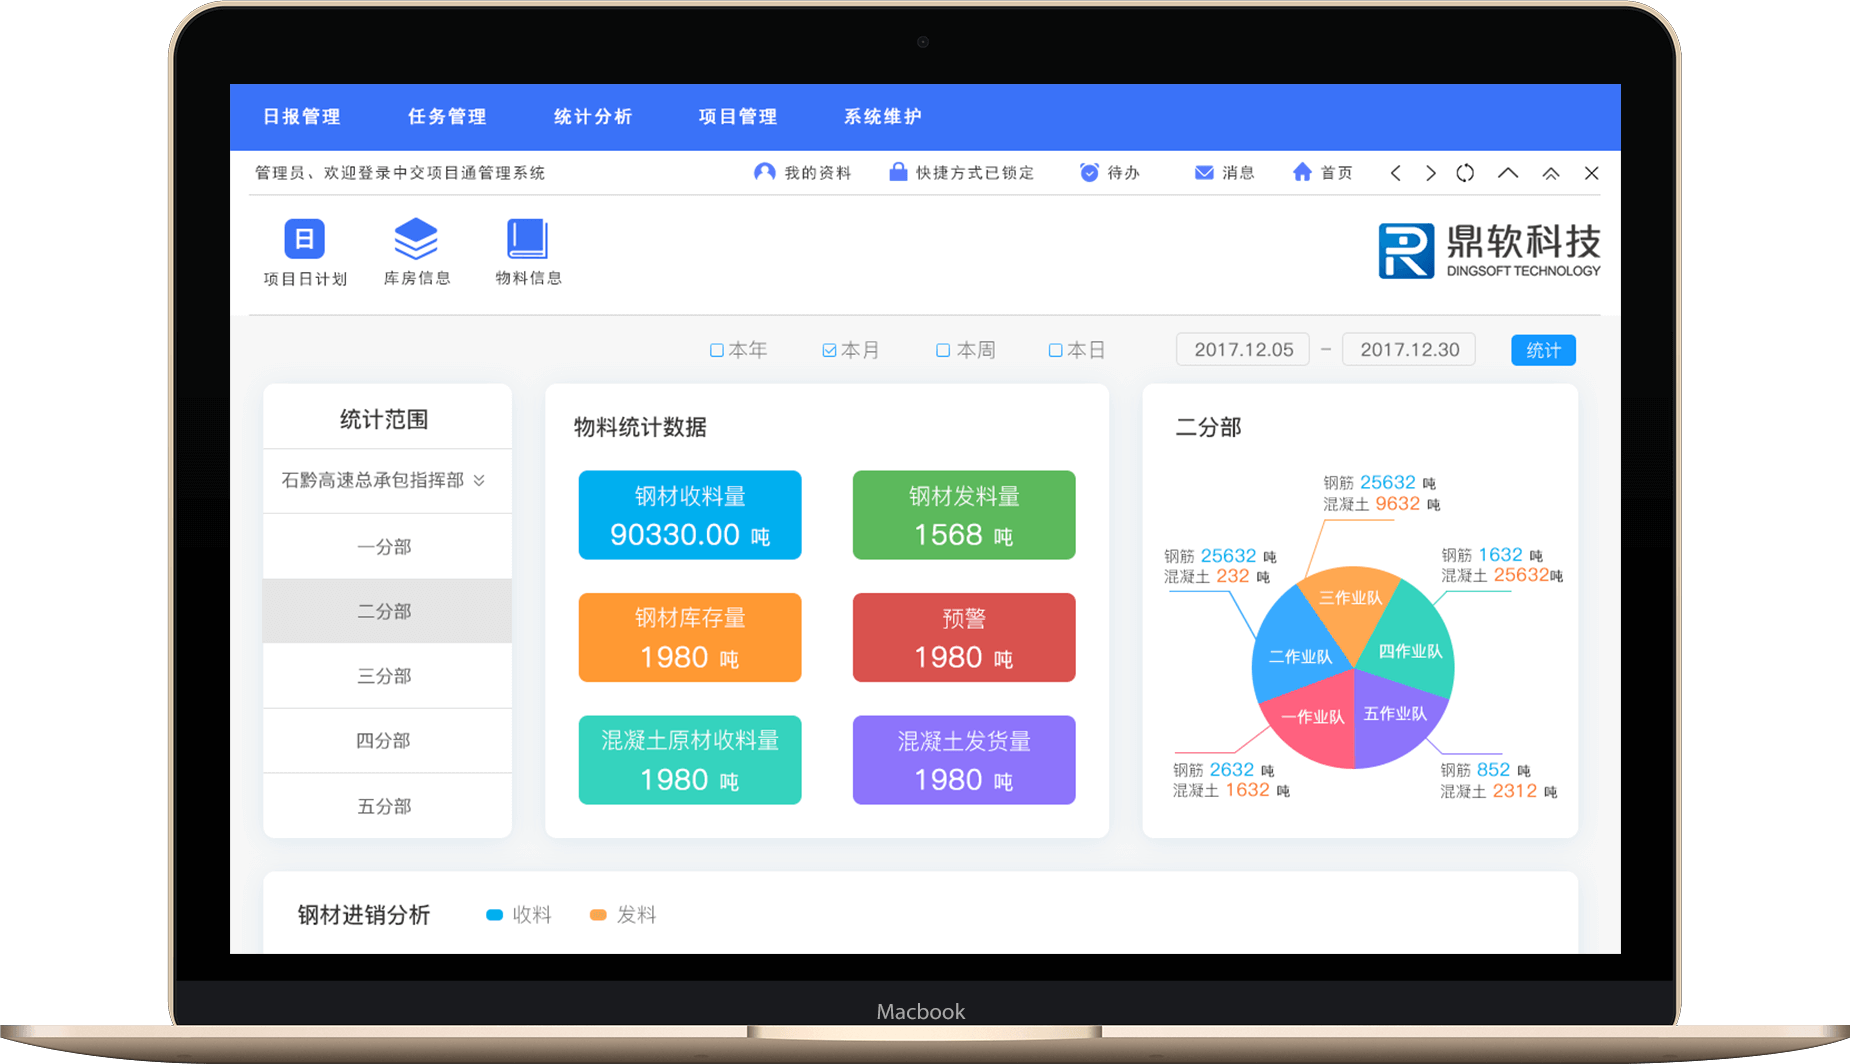 日报管理 任务管理 统计分析 项目管理 系统维护
管理员、欢迎登录中交项目通管理系统 我的资料 快捷方式已锁定 待办 消息 首页
日
项目日计划 库房信息 物料信息
鼎软科技
DINGSOFT TECHNOLOGY
本年 本月 本周 本日 2017.12.05 - 2017.12.30 统计
统计范围
石黔高速总承包指挥部
一分部
二分部
三分部
四分部
五分部
物料统计数据
钢材收料量
90330.00 吨
钢材发料量
1568 吨
钢材库存量
1980 吨
预警
1980 吨
混凝土原材收料量
1980 吨
混凝土发货量
1980 吨
二分部
钢筋 25632 吨
混凝土 9632 吨
钢筋 25632 吨
混凝土 232 吨
钢筋 1632 吨
混凝土 25632吨
三作业队
二作业队
四作业队
一作业队
五作业队
钢筋 2632 吨
混凝土 1632 吨
钢筋 852 吨
混凝土 2312 吨
钢材进销分析 收料 发料
Macbook